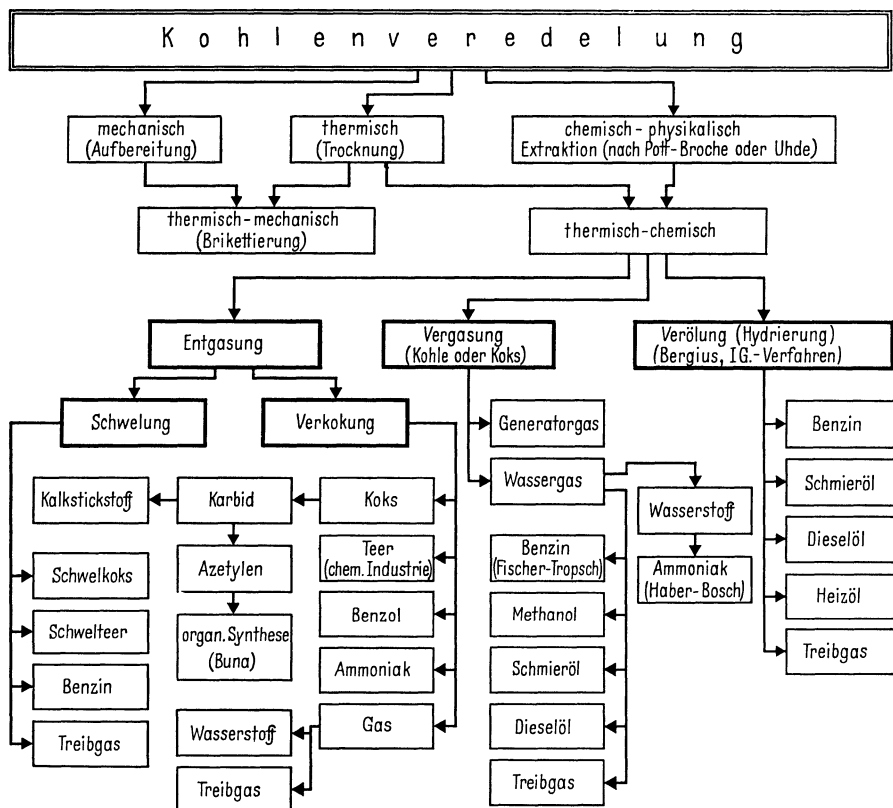 Kohlenveredelung
mechanisch
(Aufbereitung)
thermisch
(Trocknung)
chemisch-physikalisch
Extraktion (nach Pott-Broche oder Uhde)
thermisch-mechanisch
(Brikettierung)
thermisch-chemisch
Entgasung
Vergasung
(Kohle oder Koks)
Verölung (Hydrierung)
(Bergius, IG.-Verfahren)
Schwelung
Verkokung
Kalkstickstoff
Karbid
Koks
Azetylen
organ. Synthese
(Buna)
Teer
(chem. Industrie)
Benzol
Ammoniak
Gas
Wasserstoff
Treibgas
Schwelkoks
Schwelteer
Benzin
Treibgas
Generatorgas
Wassergas
Wasserstoff
Ammoniak
(Haber-Bosch)
Benzin
(Fischer-Tropsch)
Methanol
Schmieröl
Dieselöl
Treibgas
Benzin
Schmieröl
Dieselöl
Heizöl
Treibgas